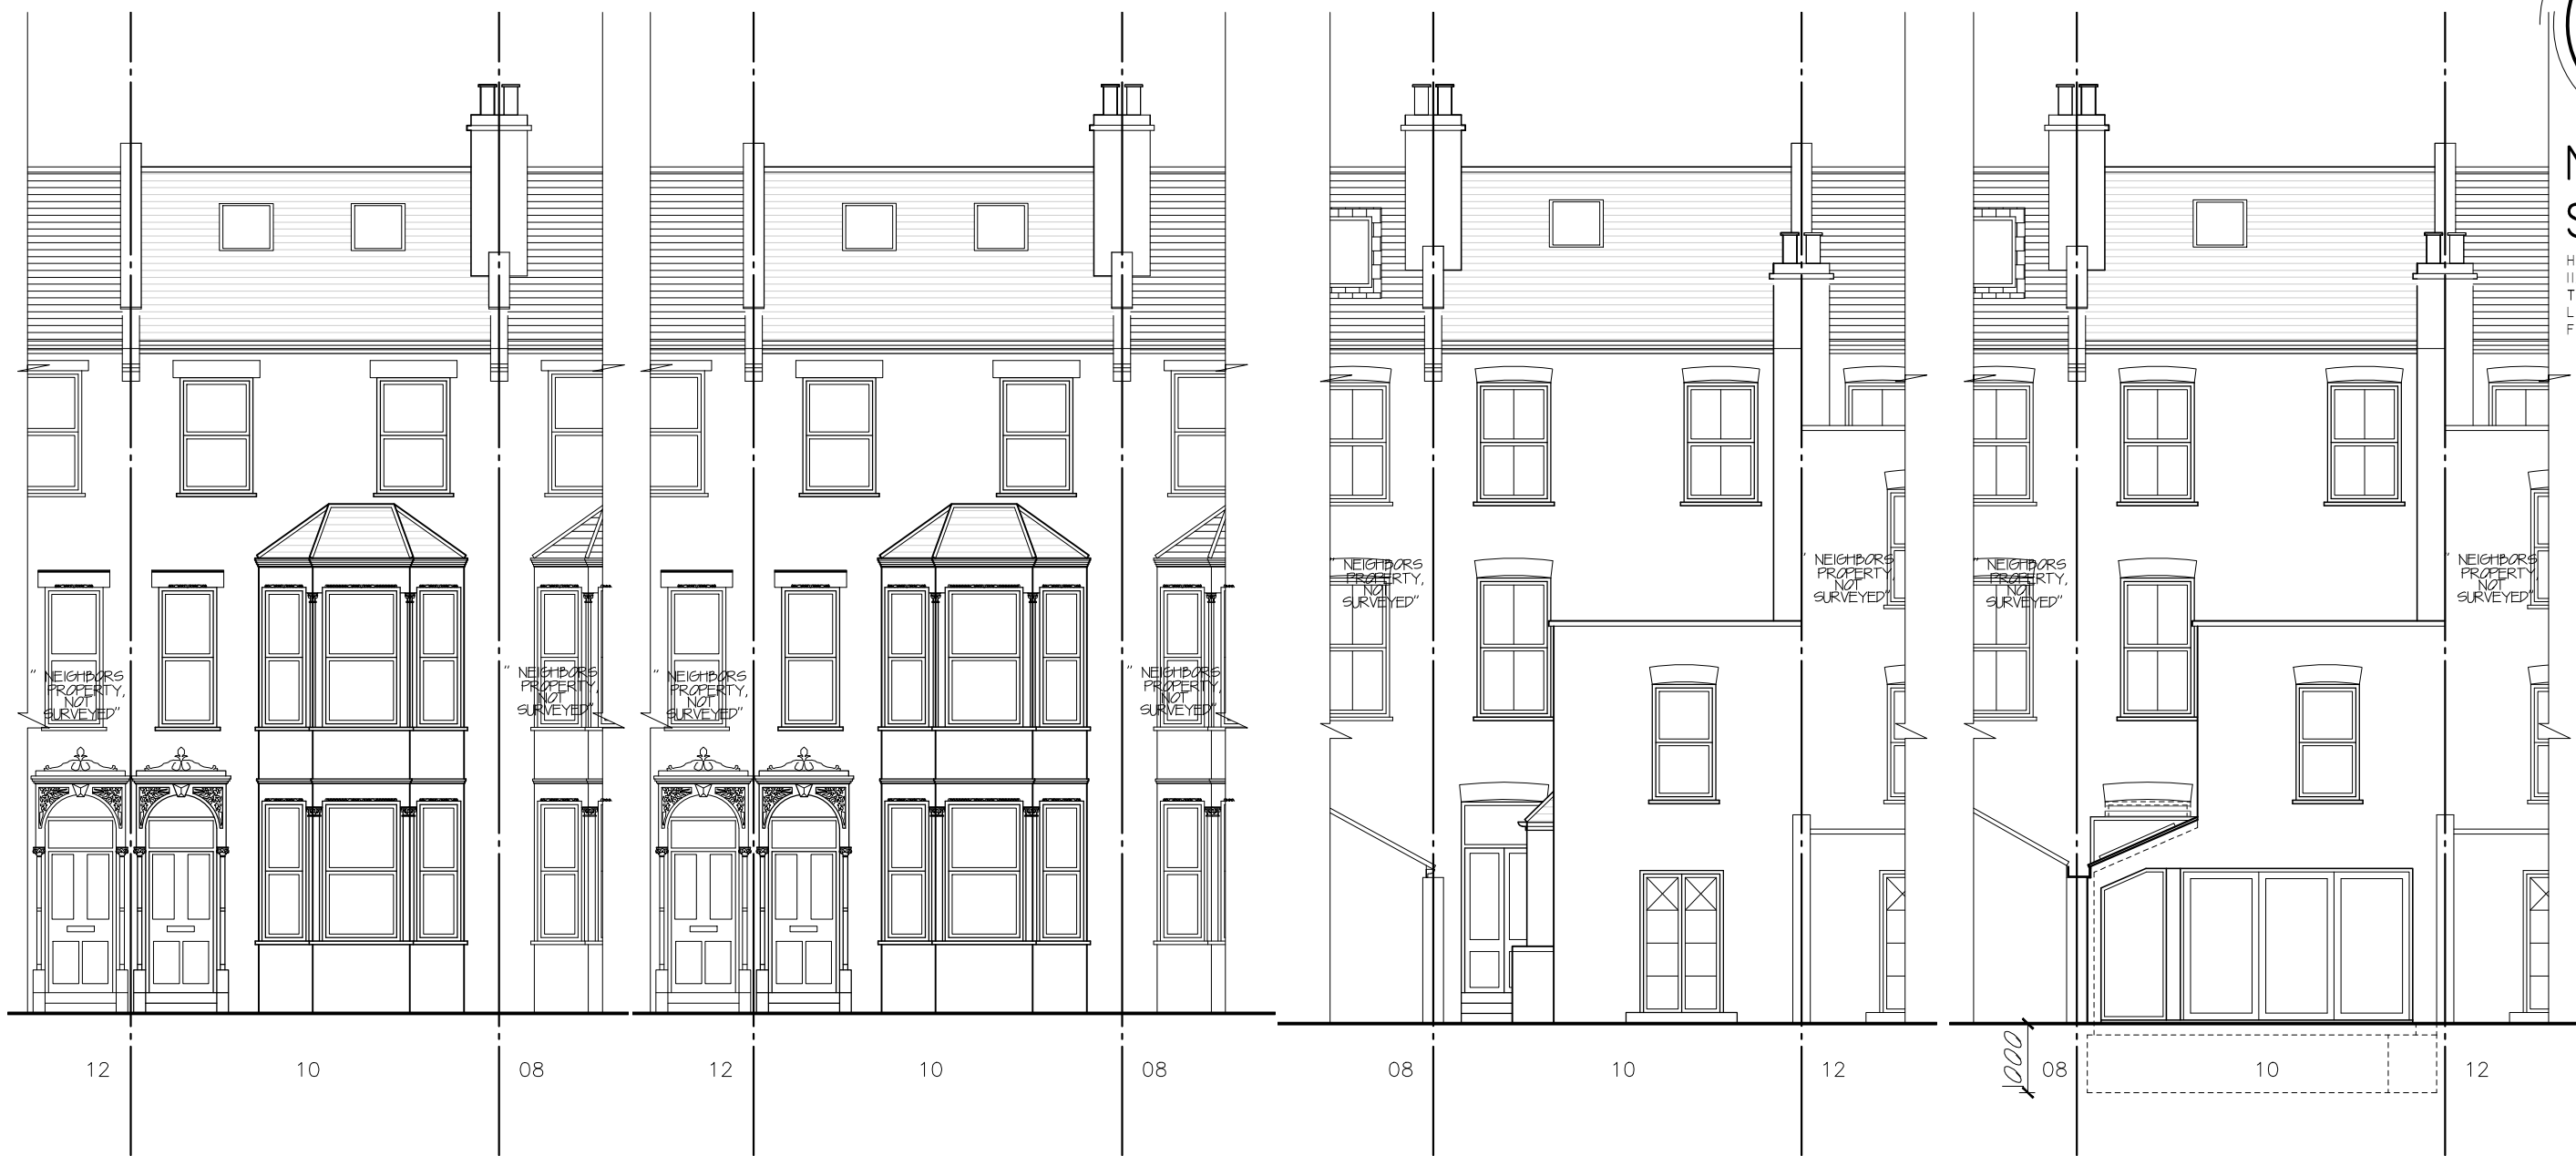 " NEIGHBORS
PROPERTY,
NOT
SURVEYED"
" NEIGHBORS
PROPERTY,
NOT
SURVEYED"
12
10
08
" NEIGHBORS
PROPERTY,
NOT
SURVEYED"
" NEIGHBORS
PROPERTY,
NOT
SURVEYED"
12
10
08
" NEIGHBORS
PROPERTY,
NOT
SURVEYED"
" NEIGHBORS
PROPERTY,
NOT
SURVEYED"
08
10
12
" NEIGHBORS
PROPERTY,
NOT
SURVEYED"
" NEIGHBORS
PROPERTY,
NOT
SURVEYED"
1000
08
10
12
H
T
L
F